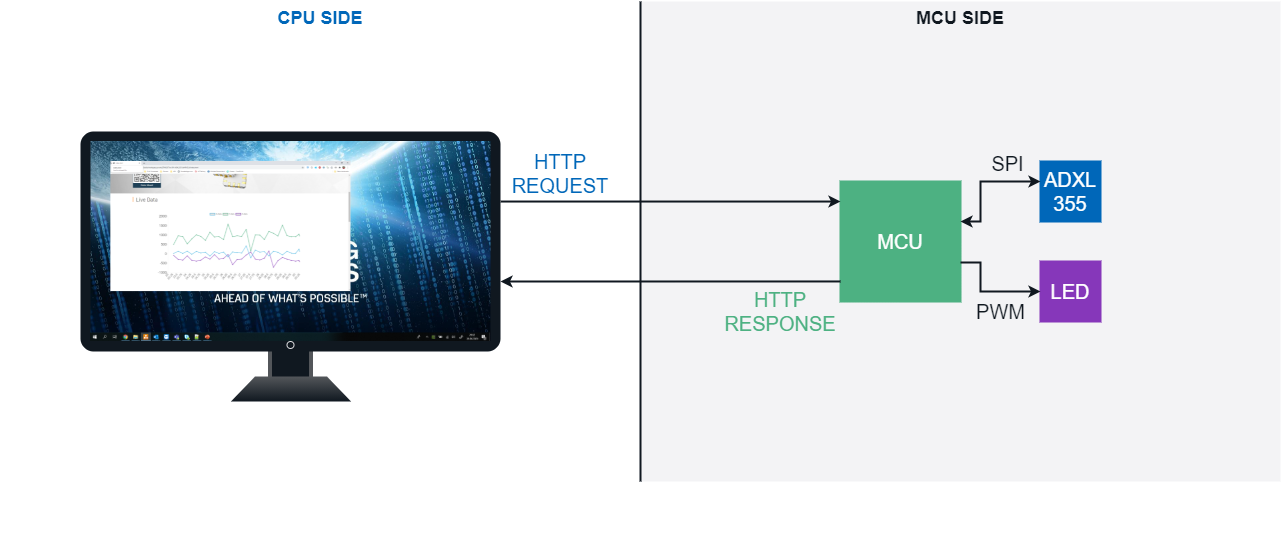 CPU SIDE
MCU SIDE
HTTP
REQUEST
SPI
ADXL
355
MCU
Live Data
AHEAD OF WHAT'S POSSIBLE™
HTTP
RESPONSE
LED
PWM